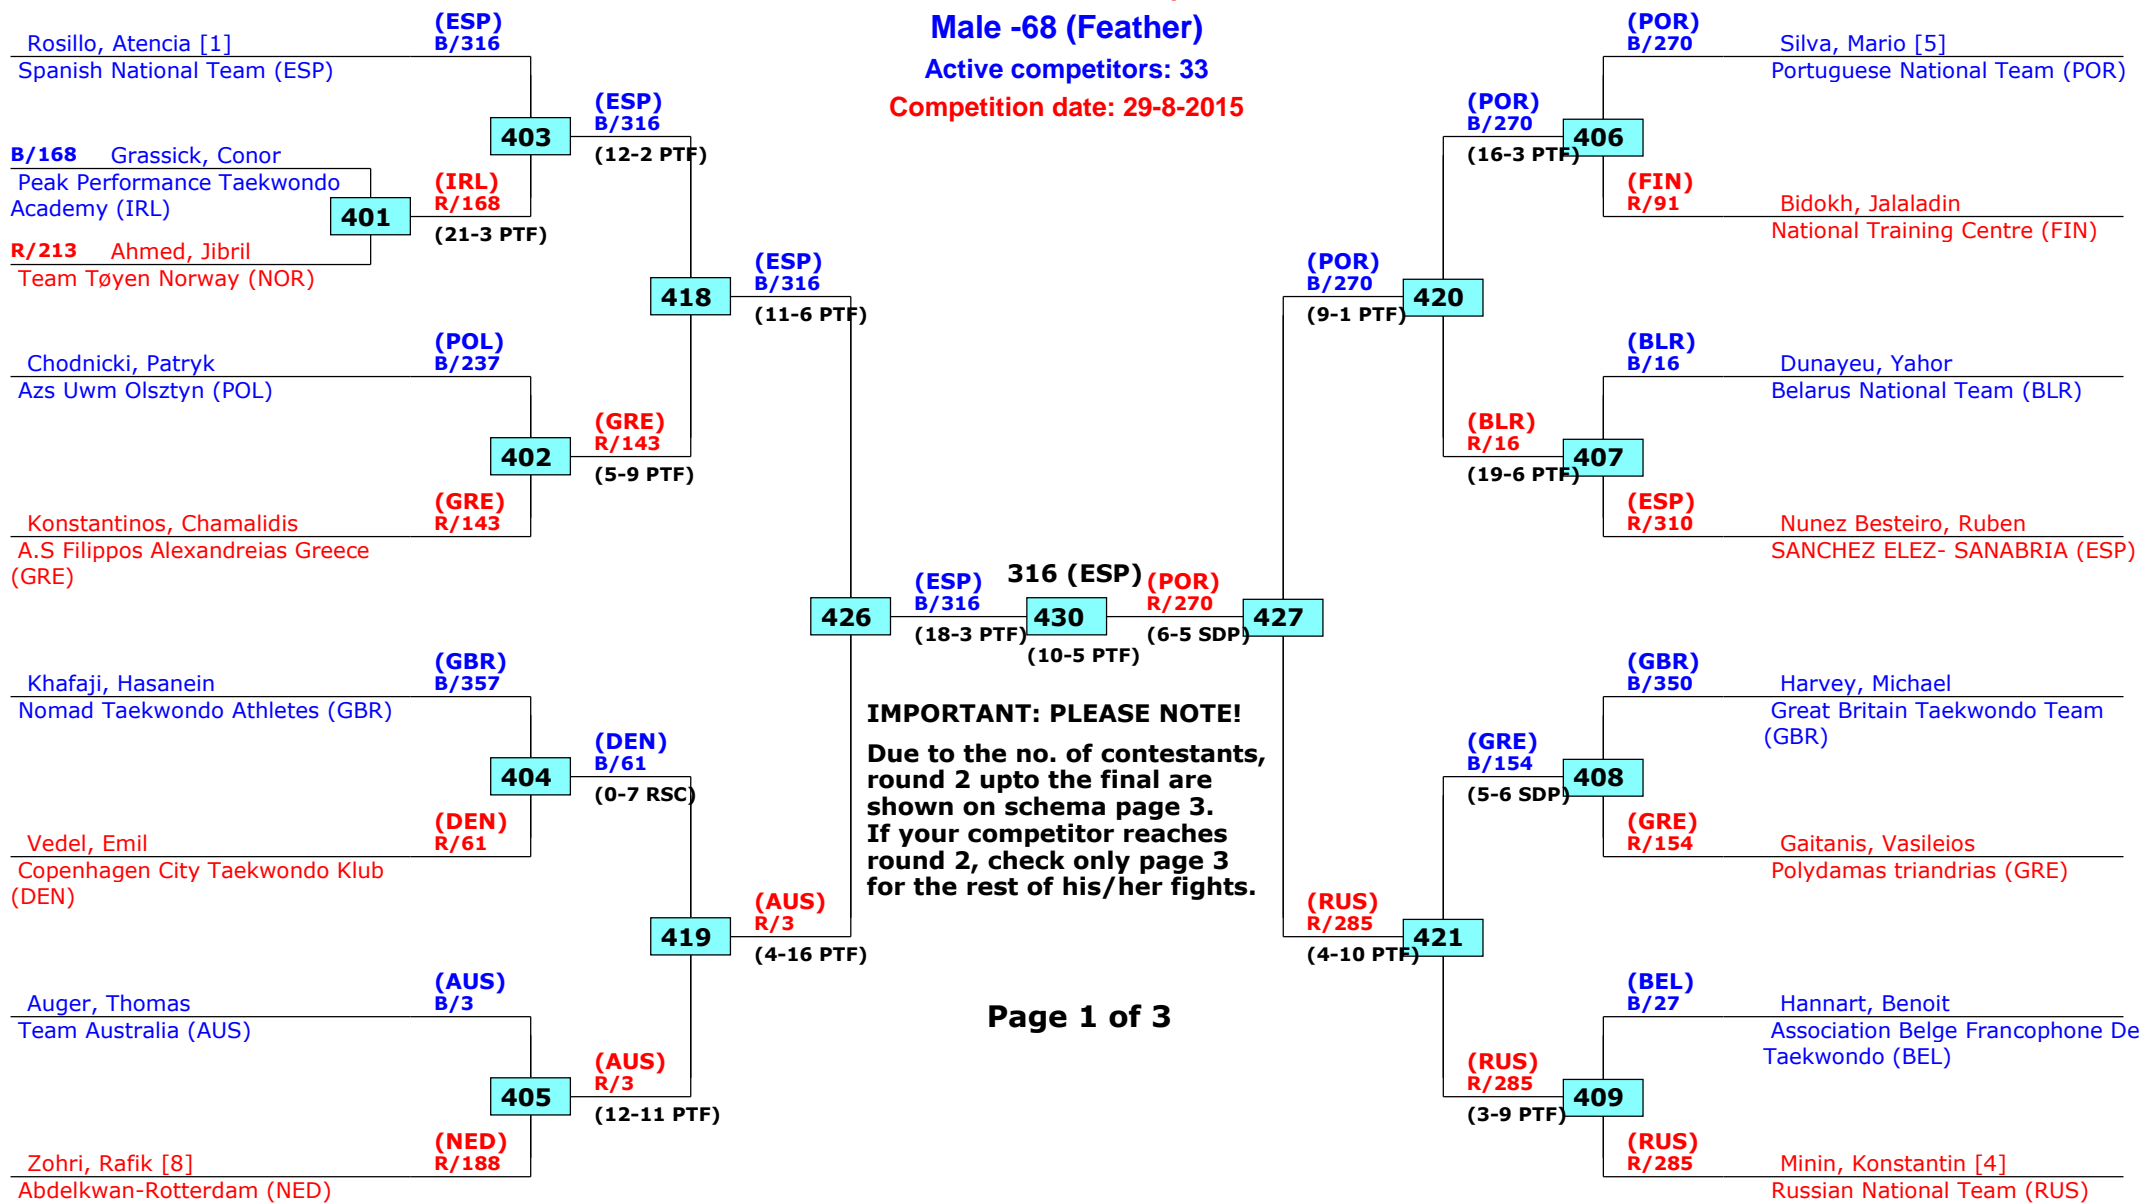 Male -68 (Feather)
Active competitors: 33
Competition date: 29-8-2015
(ESP)
Rosillo, Atencia [1] B/316
Spanish National Team (ESP)
(ESP)
B/316
403
(12-2 PTF)
B/168 Grassick, Conor
Peak Performance Taekwondo
Academy (IRL)
401
(IRL)
R/168
(21-3 PTF)
R/213 Ahmed, Jibril
Team Tøyen Norway (NOR)
(ESP)
B/316
418
(11-6 PTF)
(POL)
Chodnicki, Patryk B/237
Azs Uwm Olsztyn (POL)
(GRE)
R/143
402
(5-9 PTF)
(GRE)
Konstantinos, Chamalidis R/143
A.S Filippos Alexandreias Greece
(GRE)
426
(ESP)
B/316
(18-3 PTF)
316 (ESP)
430
(10-5 PTF)
(POR)
R/270
(6-5 SDP)
427
(GBR)
Khafaji, Hasanein B/357
Nomad Taekwondo Athletes (GBR)
(DEN)
B/61
404
(0-7 RSC)
(DEN)
Vedel, Emil R/61
Copenhagen City Taekwondo Klub
(DEN)
(AUS)
R/3
419
(4-16 PTF)
(AUS)
Auger, Thomas B/3
Team Australia (AUS)
(AUS)
R/3
405
(12-11 PTF)
(NED)
Zohri, Rafik [8] R/188
Abdelkwan-Rotterdam (NED)
IMPORTANT: PLEASE NOTE!
Due to the no. of contestants,
round 2 upto the final are
shown on schema page 3.
If your competitor reaches
round 2, check only page 3
for the rest of his/her fights.
Page 1 of 3
(POR)
B/270 Silva, Mario [5]
Portuguese National Team (POR)
(POR)
B/270
406
(16-3 PTF)
(FIN)
R/91 Bidokh, Jalaladin
National Training Centre (FIN)
(POR)
B/270
420
(9-1 PTF)
(BLR)
B/16 Dunayeu, Yahor
Belarus National Team (BLR)
(BLR)
R/16
407
(19-6 PTF)
(ESP)
R/310 Nunez Besteiro, Ruben
SANCHEZ ELEZ- SANABRIA (ESP)
(GBR)
B/350 Harvey, Michael
Great Britain Taekwondo Team
(GBR)
(GRE)
B/154
408
(5-6 SDP)
(GRE)
R/154 Gaitanis, Vasileios
Polydamas triandrias (GRE)
(RUS)
R/285
421
(4-10 PTF)
(BEL)
B/27 Hannart, Benoit
Association Belge Francophone De
Taekwondo (BEL)
(RUS)
R/285
409
(3-9 PTF)
(RUS)
R/285 Minin, Konstantin [4]
Russian National Team (RUS)